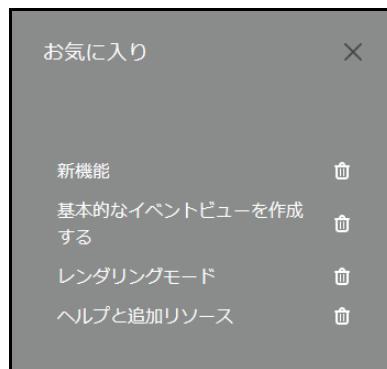 お気に入り
新機能
基本的なイベントビューを作成
する
レンダリングモード
ヘルプと追加リソース